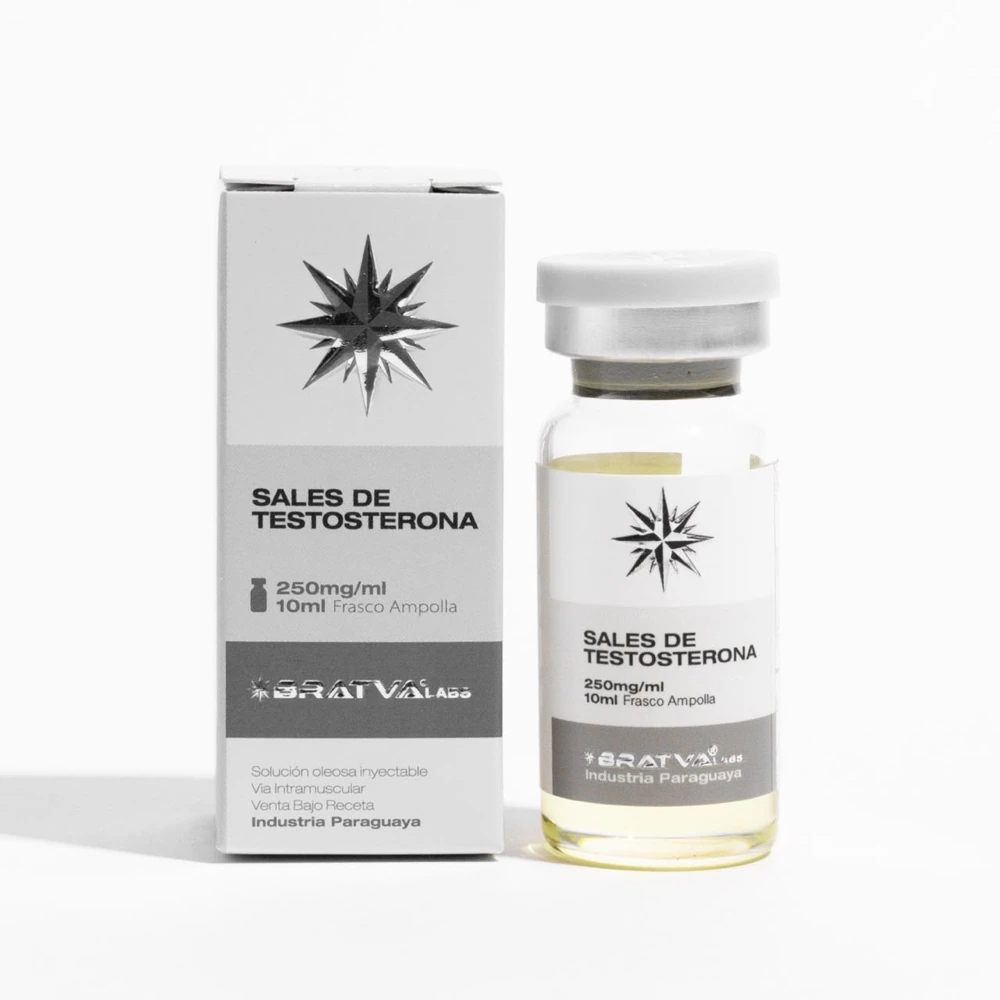 SALES DE
TESTOSTERONA
250mg/ml
10ml Frasco Ampolla
BRATVA LABS
Solución oleosa inyectable
Via Intramuscular
Venta Bajo Receta
Industria Paraguaya
SALES DE
TESTOSTERONA
250mg/ml
10ml Frasco Ampolla
BRATVA® LABS
Industria Paraguaya